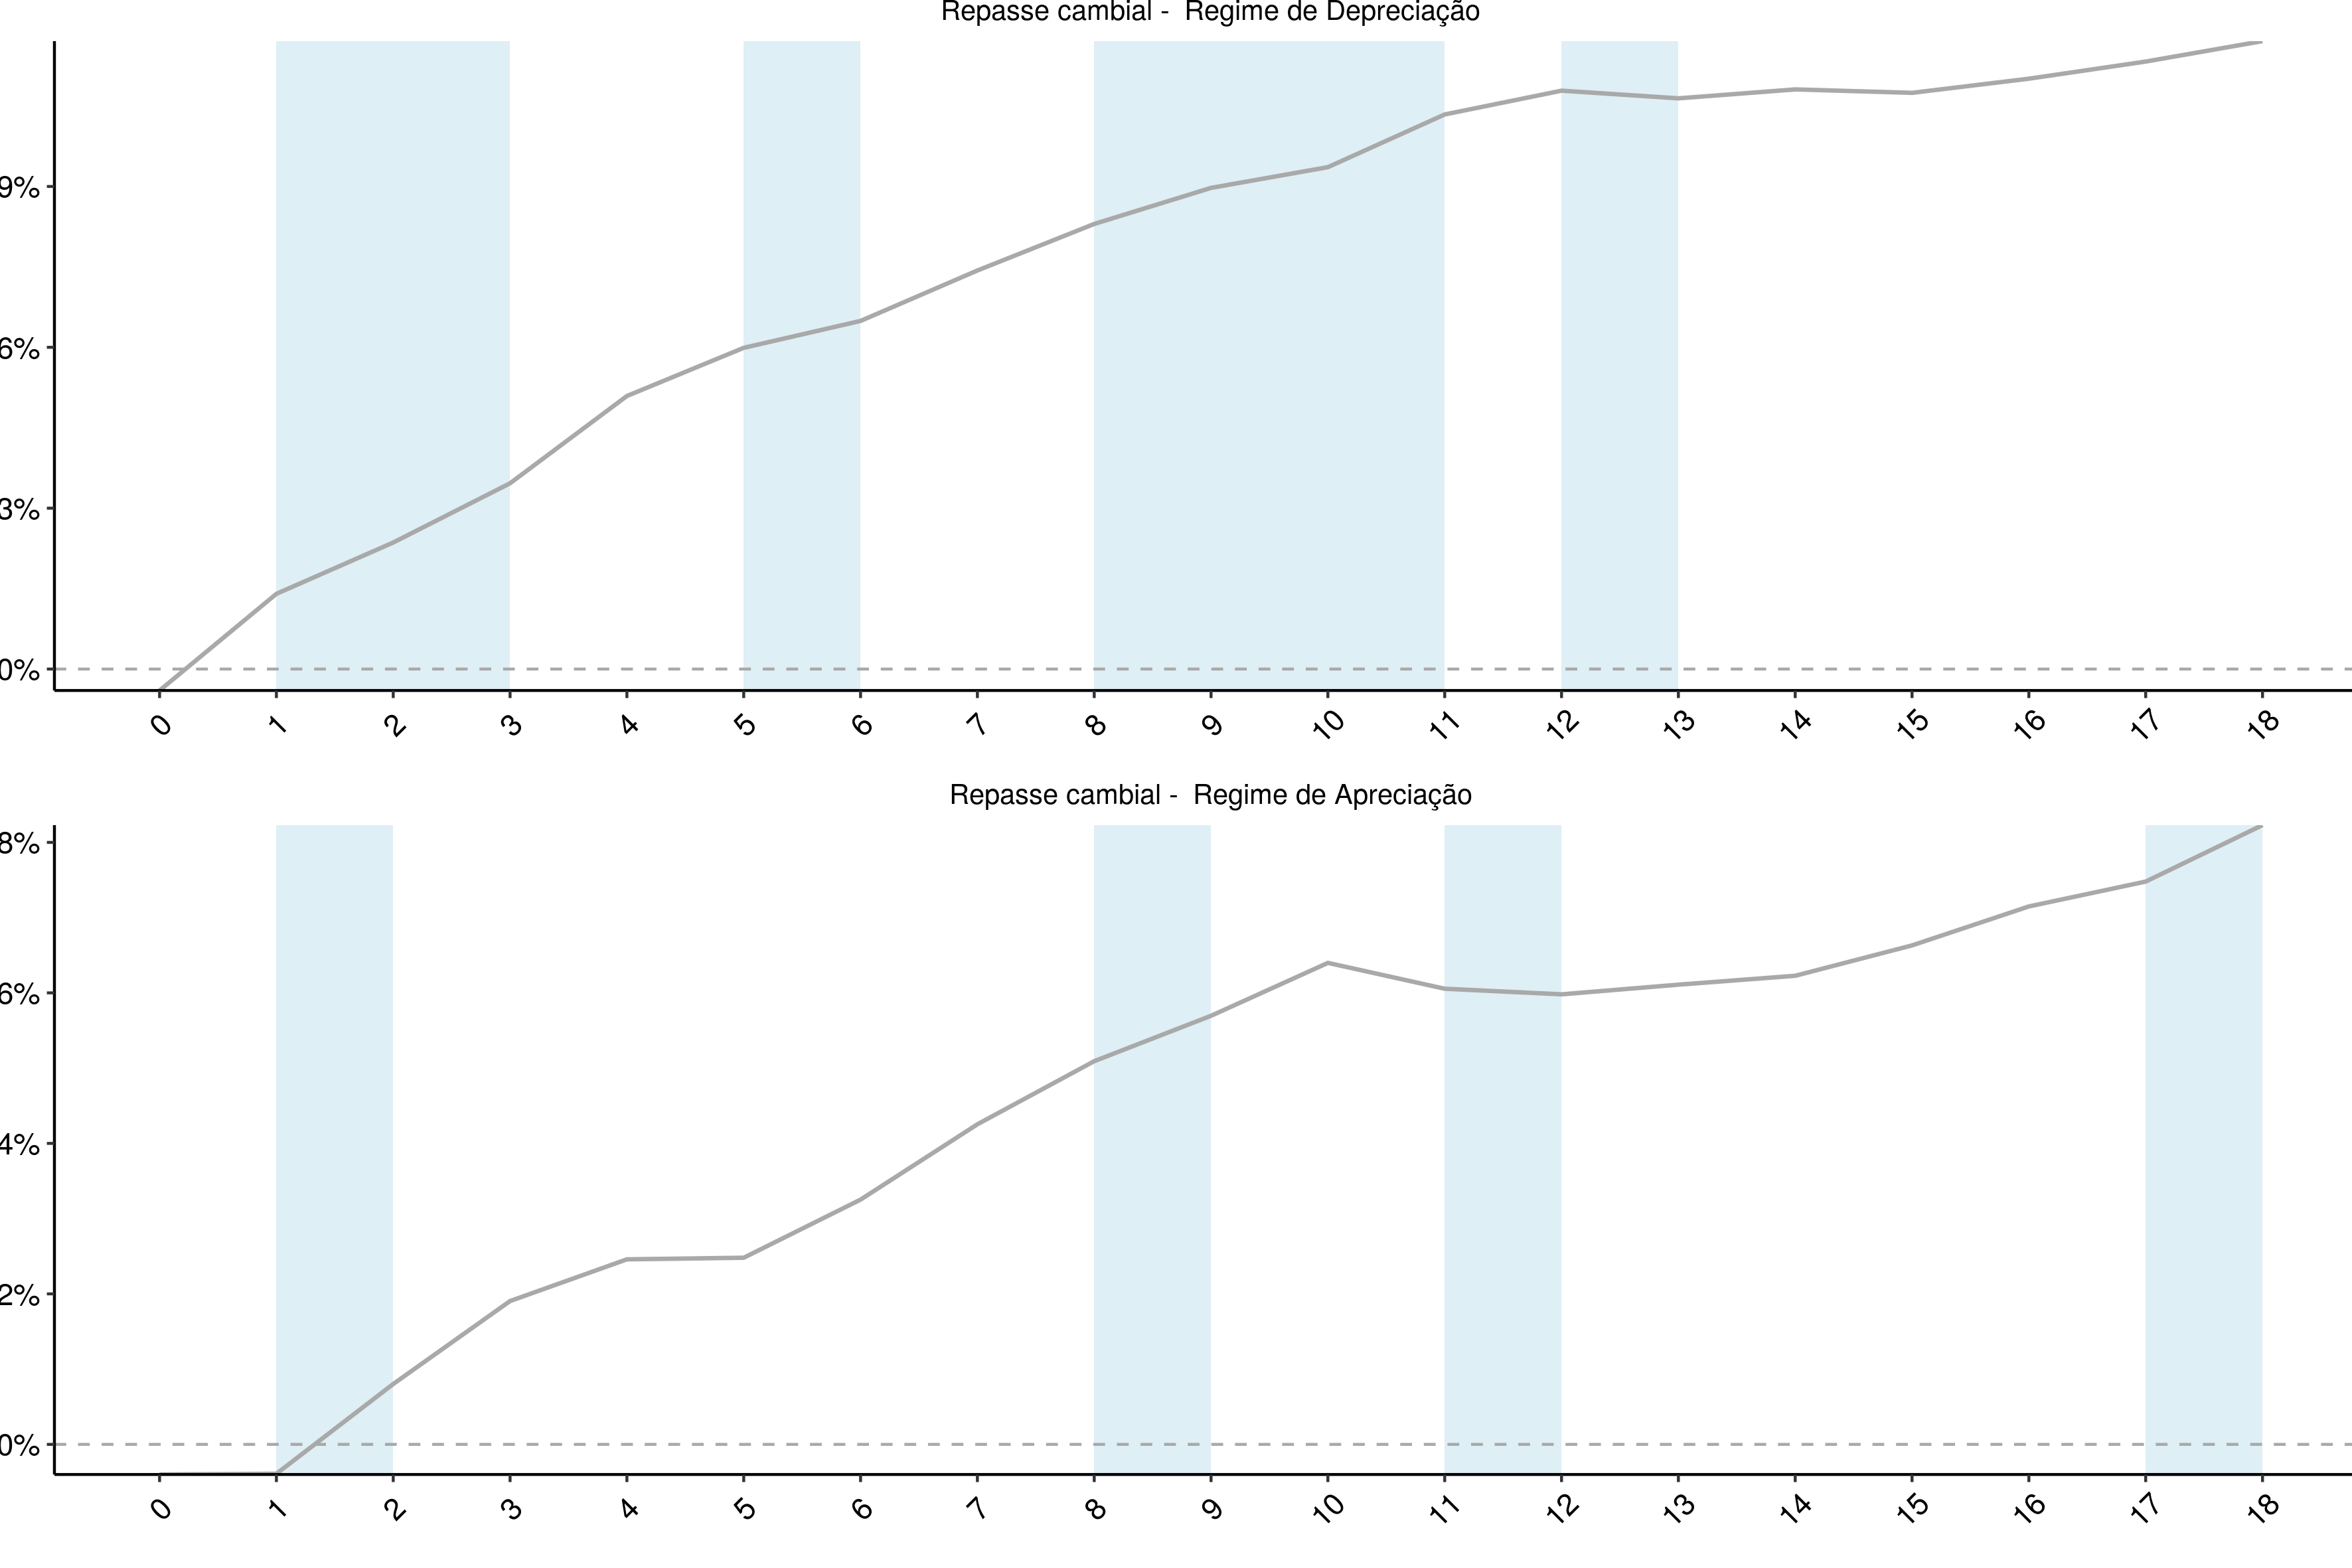 Repasse cambial -  Regime de Depreciação
9%
6%
3%
0%
0 1 2 3 4 5 6 7 8 9 10 11 12 13 14 15 16 17 18
Repasse cambial -  Regime de Apreciação
8%
6%
4%
2%
0%
0 1 2 3 4 5 6 7 8 9 10 11 12 13 14 15 16 17 18